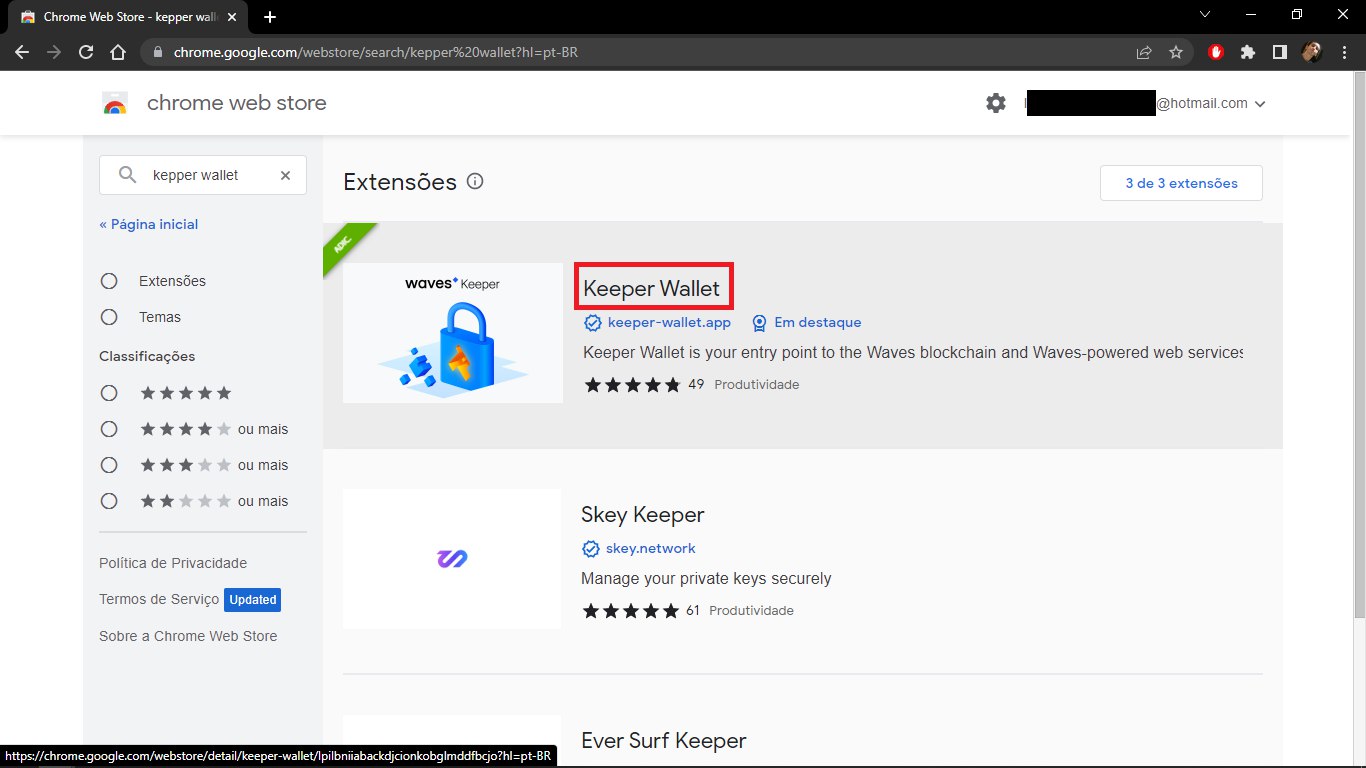 Chrome Web Store - kepper wall
chrome.google.com/webstore/search/kepper%20wallet?hl=pt-BR
chrome web store
@hotmail.com
kepper wallet
« Página inicial
Extensões
Temas
Classificações
ou mais
ou mais
ou mais
Política de Privacidade
Termos de Serviço Updated
Sobre a Chrome Web Store
Extensões
3 de 3 extensões
ADIC.
waves Keeper
Keeper Wallet
keeper-wallet.app Em destaque
Keeper Wallet is your entry point to the Waves blockchain and Waves-powered web services
49 Produtividade
Skey Keeper
skey.network
Manage your private keys securely
61 Produtividade
Ever Surf Keeper
https://chrome.google.com/webstore/detail/keeper-wallet/lpilbniiabackdjcionkobglmddfbcjo?hl=pt-BR